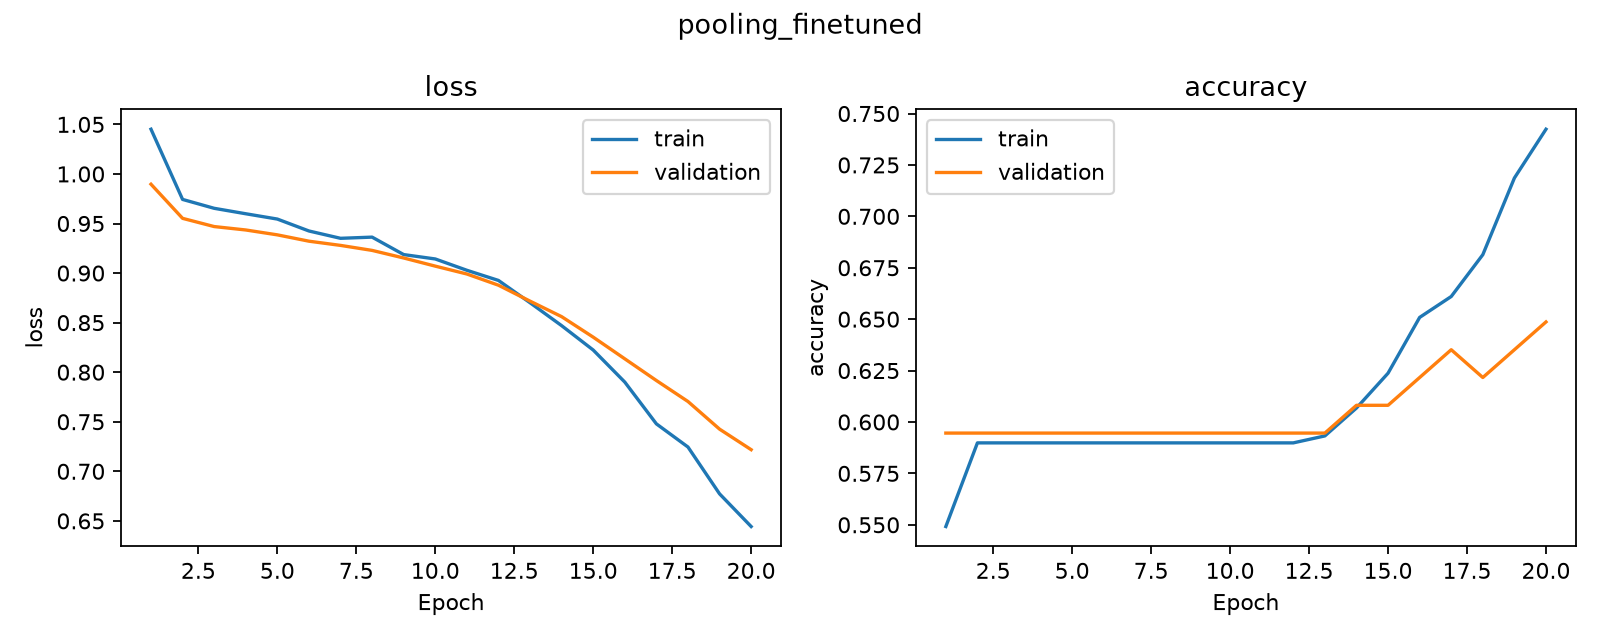 pooling_finetuned
loss
1.05
1.00
0.95
0.90
0.85
0.80
0.75
0.70
0.65
loss
train
validation
2.5 5.0 7.5 10.0 12.5 15.0 17.5 20.0
Epoch
accuracy
0.750
0.725
0.700
0.675
0.650
0.625
0.600
0.575
0.550
accuracy
train
validation
2.5 5.0 7.5 10.0 12.5 15.0 17.5 20.0
Epoch